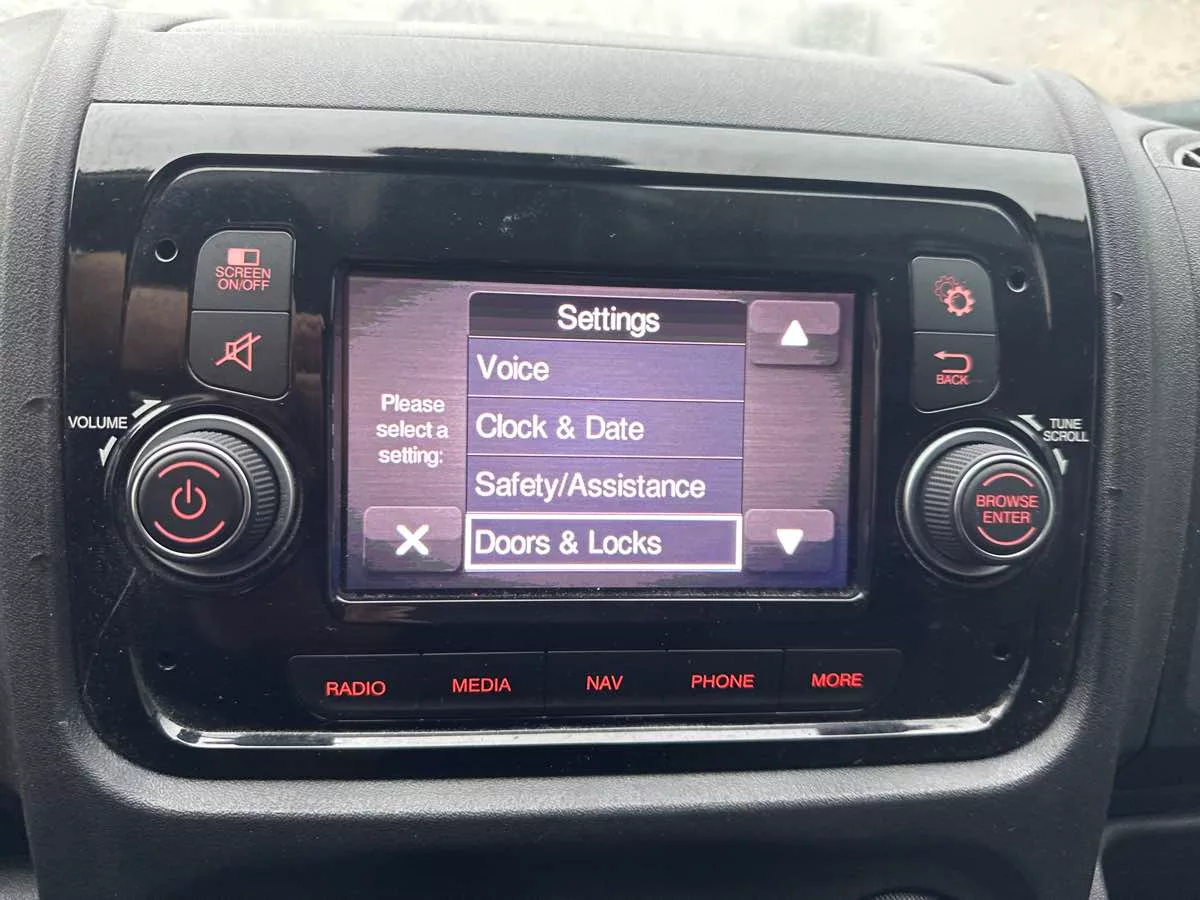 SCREEN
ON/OFF
VOLUME
Please
select a
setting:
Settings
Voice
Clock & Date
Safety/Assistance
Doors & Locks
BACK
TUNE
SCROLL
BROWSE
ENTER
RADIO
MEDIA
NAV
PHONE
MORE